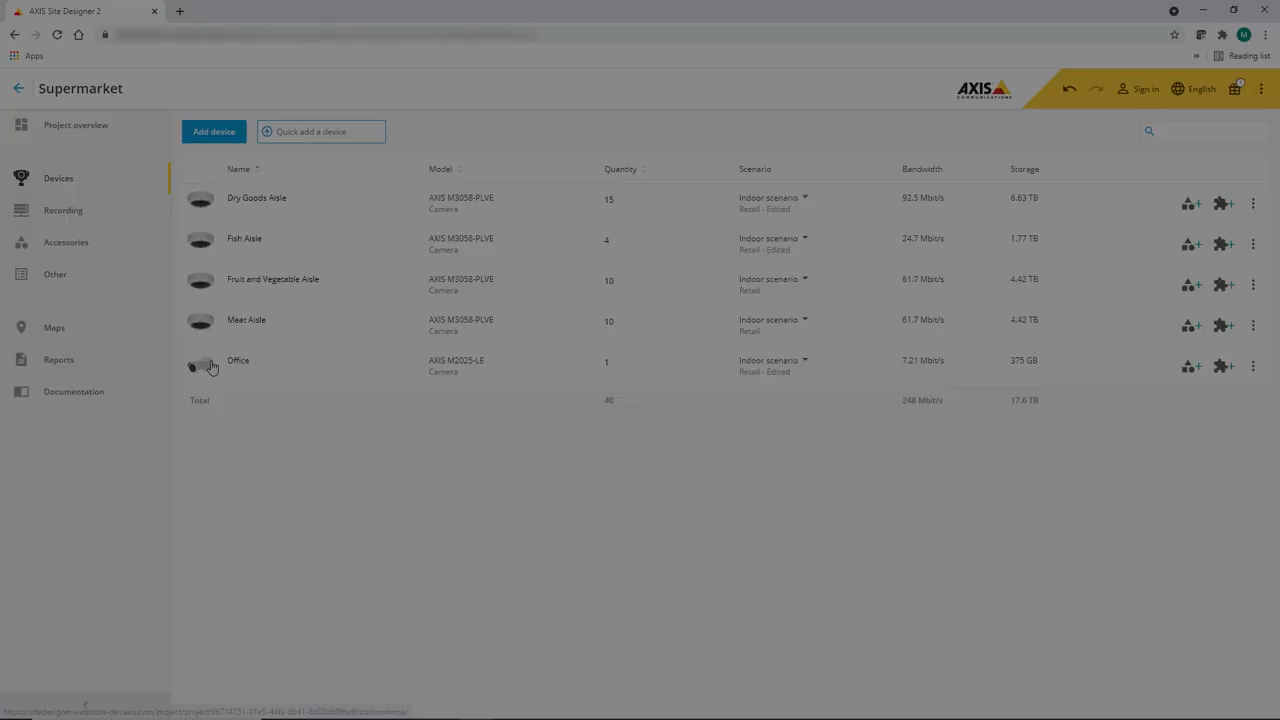 AXIS Site Designer 2
Apps
Reading list
Supermarket
AXIS
COMMUNICATIONS
Sign in
English
1
M
Project overview
Devices
Recording
Accessories
Other
Maps
Reports
Documentation
Add device
Quick add a device
Name Model Quantity Scenario Bandwidth Storage
Dry Goods Aisle AXIS M3058-PLVE 15 Indoor scenario 92.5 Mbit/s 6.63 TB
Camera Retail - Edited
Fish Aisle AXIS M3058-PLVE 4 Indoor scenario 24.7 Mbit/s 1.77 TB
Camera Retail - Edited
Fruit and Vegetable Aisle AXIS M3058-PLVE 10 Indoor scenario 61.7 Mbit/s 4.42 TB
Camera Retail
Meat Aisle AXIS M3058-PLVE 10 Indoor scenario 61.7 Mbit/s 4.42 TB
Camera Retail
Office AXIS M2025-LE 1 Indoor scenario 7.21 Mbit/s 375 GB
Camera Retail - Edited
Total 40 248 Mbit/s 17.6 TB